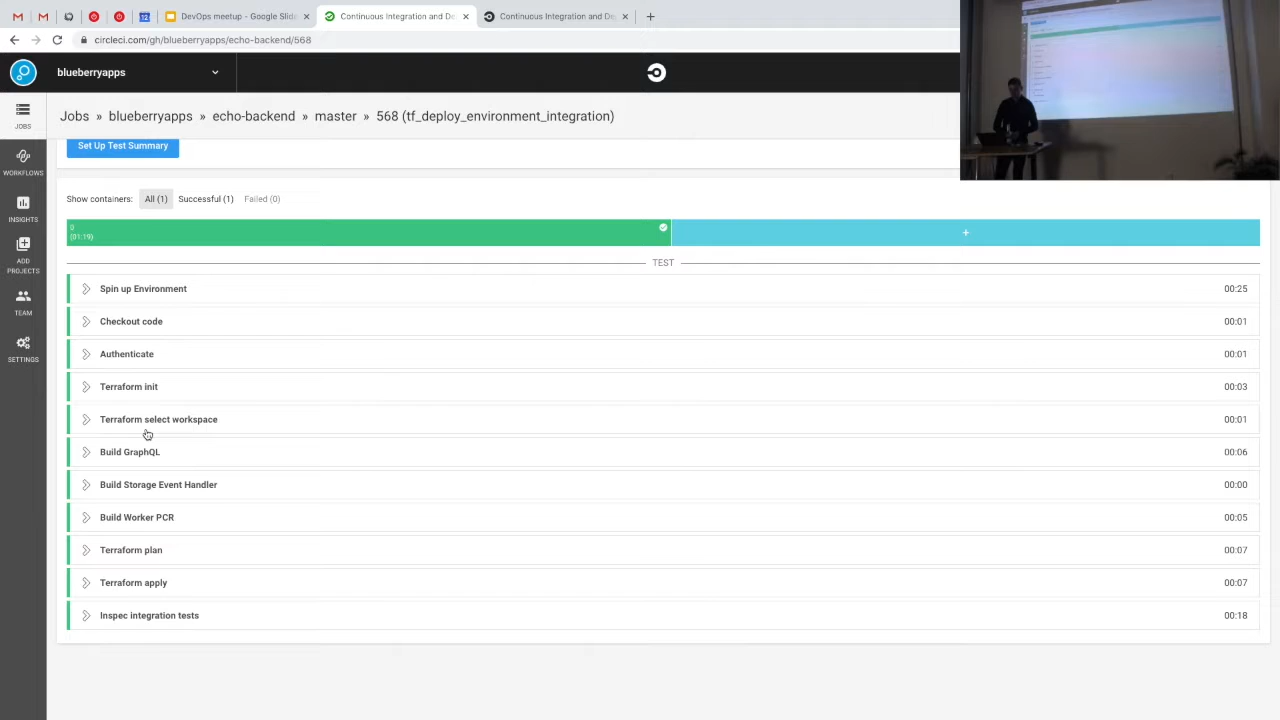 DevOps meetup - Google Slide
Continuous Integration and De
Continuous Integration and De
circleci.com/gh/blueberryapps/echo-backend/568
blueberryapps
JOBS
Jobs » blueberryapps » echo-backend » master » 568 (tf_deploy_environment_integration)
WORKFLOWS
INSIGHTS
ADD
PROJECTS
TEAM
SETTINGS
Set Up Test Summary
Show containers: All (1) Successful (1) Failed (0)
0
(01:19)
+
TEST
Spin up Environment 00:25
Checkout code 00:01
Authenticate 00:01
Terraform init 00:03
Terraform select workspace 00:01
Build GraphQL 00:06
Build Storage Event Handler 00:00
Build Worker PCR 00:05
Terraform plan 00:07
Terraform apply 00:07
Inspec integration tests 00:18